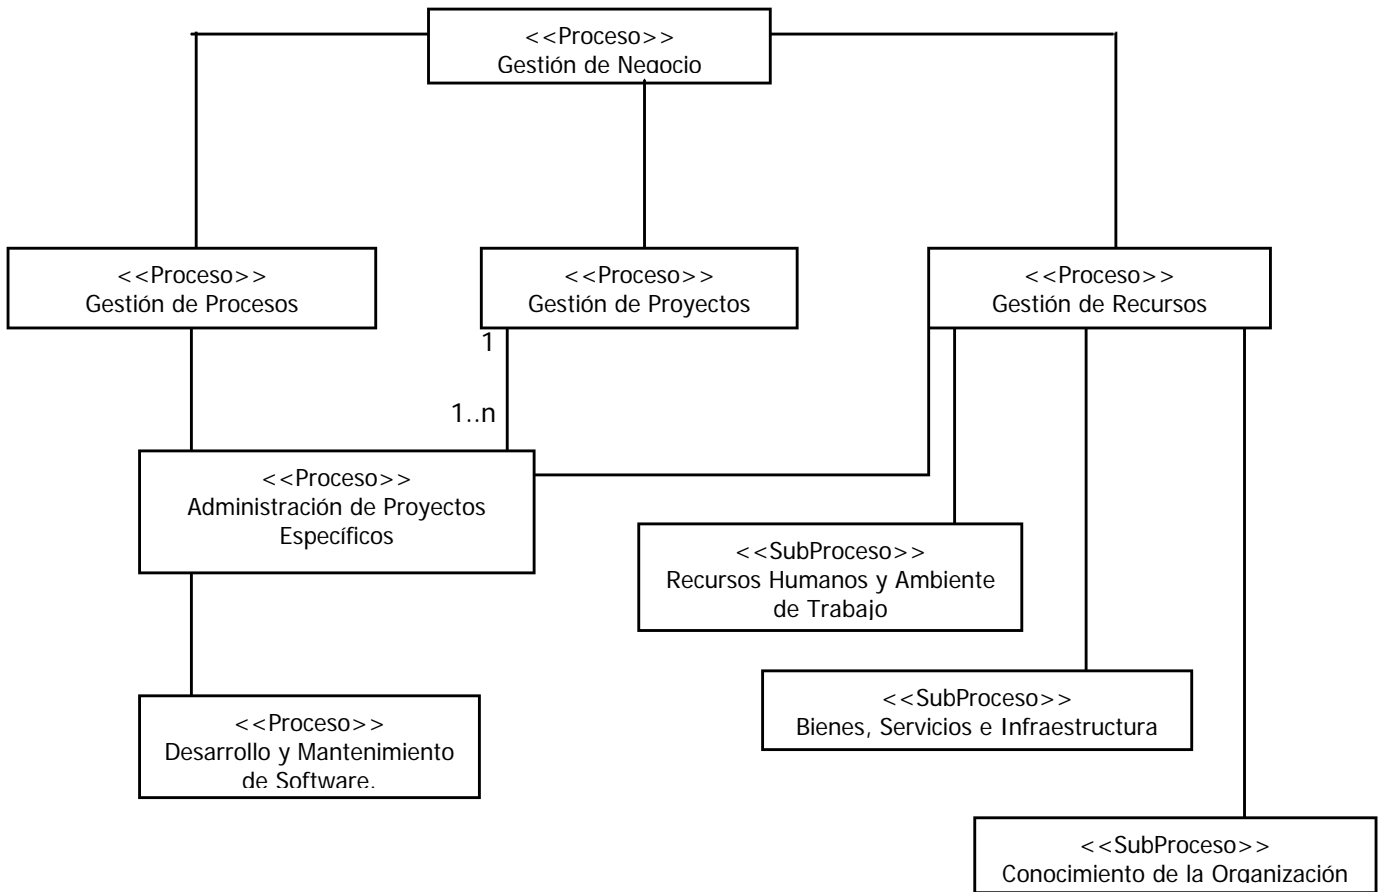 <<Proceso>>
Gestión de Negocio
<<Proceso>>
Gestión de Procesos
<<Proceso>>
Gestión de Proyectos
<<Proceso>>
Gestión de Recursos
1
1..n
<<Proceso>>
Administración de Proyectos
Específicos
<<SubProceso>>
Recursos Humanos y Ambiente
de Trabajo
<<SubProceso>>
Bienes, Servicios e Infraestructura
<<Proceso>>
Desarrollo y Mantenimiento
de Software.
<<SubProceso>>
Conocimiento de la Organización